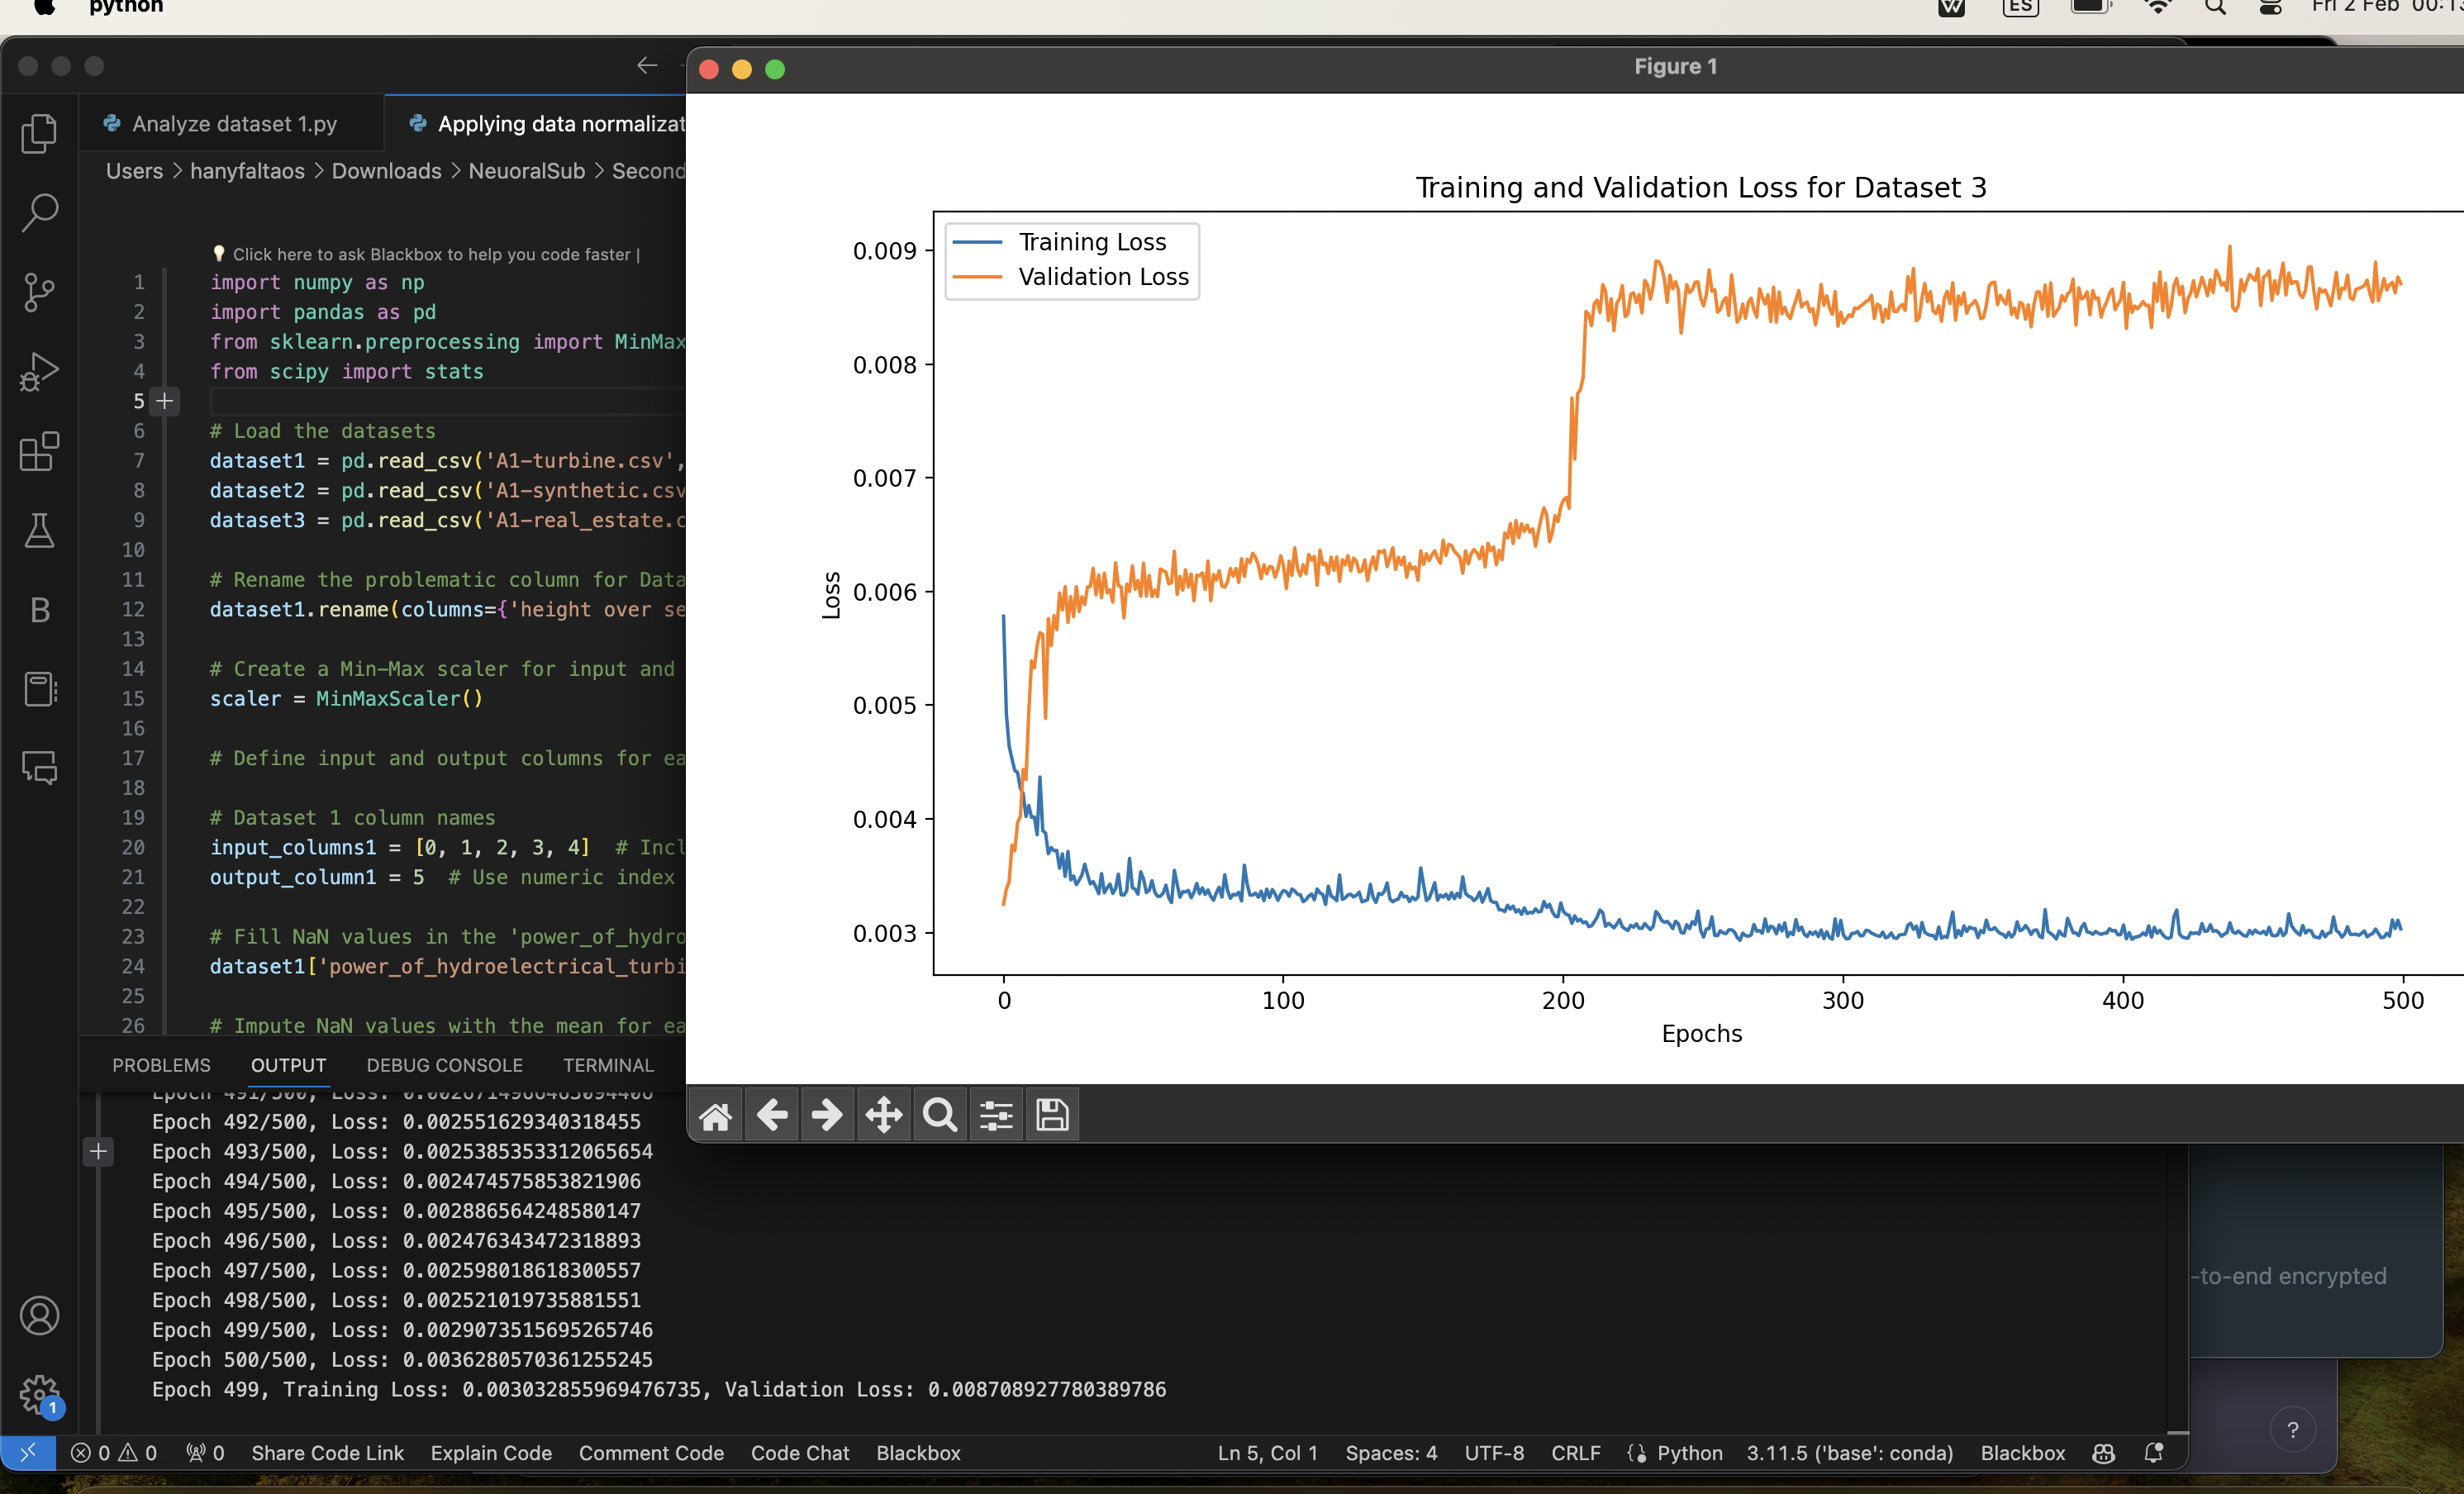 python
W
ES
Fri 2 Feb 00:13
Figure 1
Analyze dataset 1.py
Applying data normalizat
Users > hanyfaltaos > Downloads > NeuoralSub > Second
Click here to ask Blackbox to help you code faster |
1 import numpy as np
2 import pandas as pd
3 from sklearn.preprocessing import MinMax
4 from scipy import stats
5
6 # Load the datasets
7 dataset1 = pd.read_csv('A1-turbine.csv',
8 dataset2 = pd.read_csv('A1-synthetic.csv
9 dataset3 = pd.read_csv('A1-real_estate.c
10
11 # Rename the problematic column for Data
12 dataset1.rename(columns={'height over se
13
14 # Create a Min-Max scaler for input and
15 scaler = MinMaxScaler()
16
17 # Define input and output columns for ea
18
19 # Dataset 1 column names
20 input_columns1 = [0, 1, 2, 3, 4]  # Incl
21 output_column1 = 5  # Use numeric index
22
23 # Fill NaN values in the 'power_of_hydro
24 dataset1['power_of_hydroelectrical_turbi
25
26 # Impute NaN values with the mean for ea
Training and Validation Loss for Dataset 3
Training Loss
Validation Loss
Loss
0.009
0.008
0.007
0.006
0.005
0.004
0.003
0 100 200 300 400 500
Epochs
PROBLEMS OUTPUT DEBUG CONSOLE TERMINAL
Epoch 492/500, Loss: 0.002551629340318455
Epoch 493/500, Loss: 0.0025385353312065654
Epoch 494/500, Loss: 0.002474575853821906
Epoch 495/500, Loss: 0.002886564248580147
Epoch 496/500, Loss: 0.002476343472318893
Epoch 497/500, Loss: 0.002598018618300557
Epoch 498/500, Loss: 0.002521019735881551
Epoch 499/500, Loss: 0.0029073515695265746
Epoch 500/500, Loss: 0.0036280570361255245
Epoch 499, Training Loss: 0.003032855969476735, Validation Loss: 0.008708927780389786
-to-end encrypted
?
1
0 0 0 Share Code Link Explain Code Comment Code Code Chat Blackbox Ln 5, Col 1 Spaces: 4 UTF-8 CRLF Python 3.11.5 ('base': conda) Blackbox